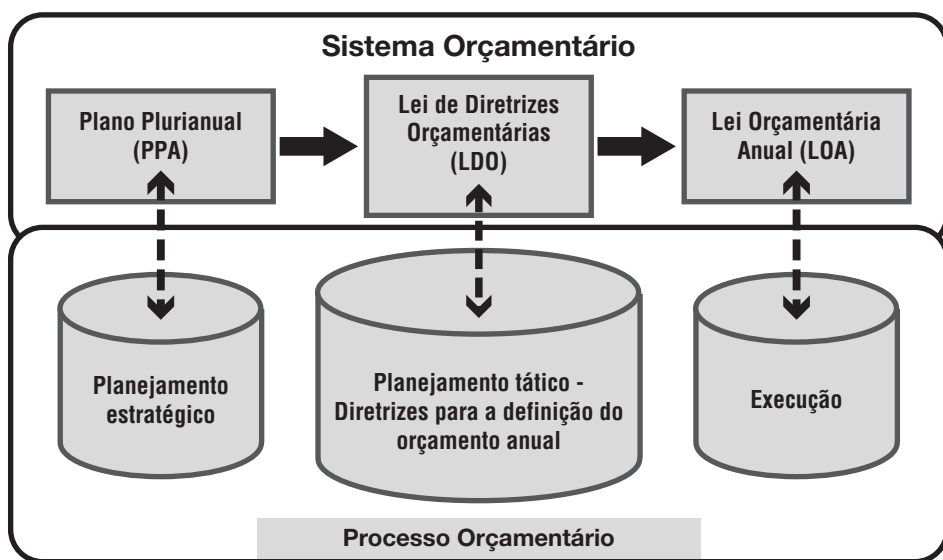 Sistema Orçamentário
Plano Plurianual
(PPA)
Lei de Diretrizes
Orçamentárias
(LDO)
Lei Orçamentária
Anual (LOA)
Planejamento
estratégico
Planejamento tático -
Diretrizes para a definição do
orçamento anual
Execução
Processo Orçamentário